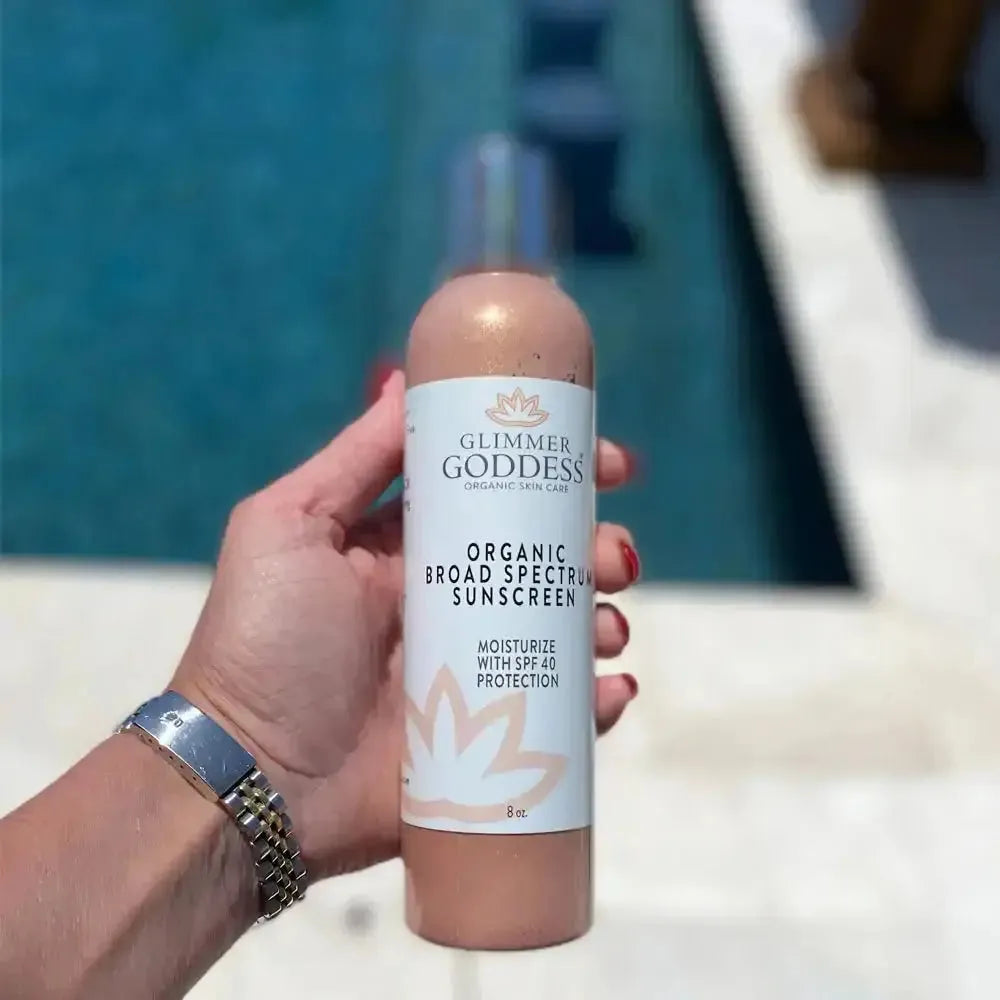 GLIMMER
GODDESS
ORGANIC SKIN CARE
ORGANIC
BROAD SPECTRUM
SUNSCREEN
MOISTURIZE
WITH SPF 40
PROTECTION
8 oz.